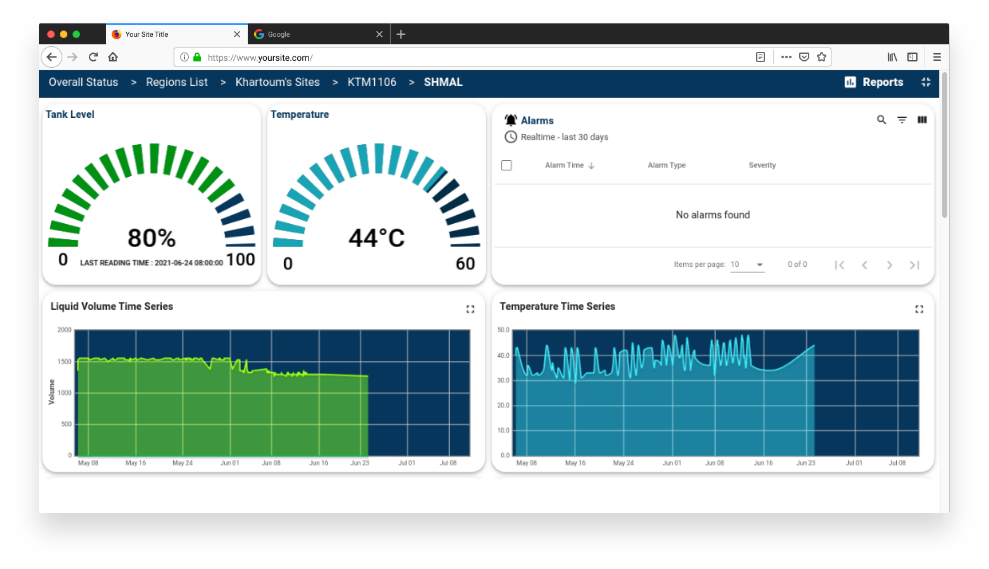 Your Site Title
Google
https://www.yoursite.com/
Overall Status > Regions List > Khartoum's Sites > KTM1106 > SHMAL
Reports
Tank Level
80%
0
LAST READING TIME : 2021-06-24 08:00:00
100
Temperature
44°C
0
60
Alarms
Realtime - last 30 days
Alarm Time ↓ Alarm Type Severity
No alarms found
Items per page: 10 0 of 0
Liquid Volume Time Series
Volume
2000
1500
1000
500
0
May 08 May 16 May 24 Jun 01 Jun 08 Jun 16 Jun 23 Jul 01 Jul 08
Temperature Time Series
50.0
40.0
30.0
20.0
10.0
0.0
May 08 May 16 May 24 Jun 01 Jun 08 Jun 16 Jun 23 Jul 01 Jul 08